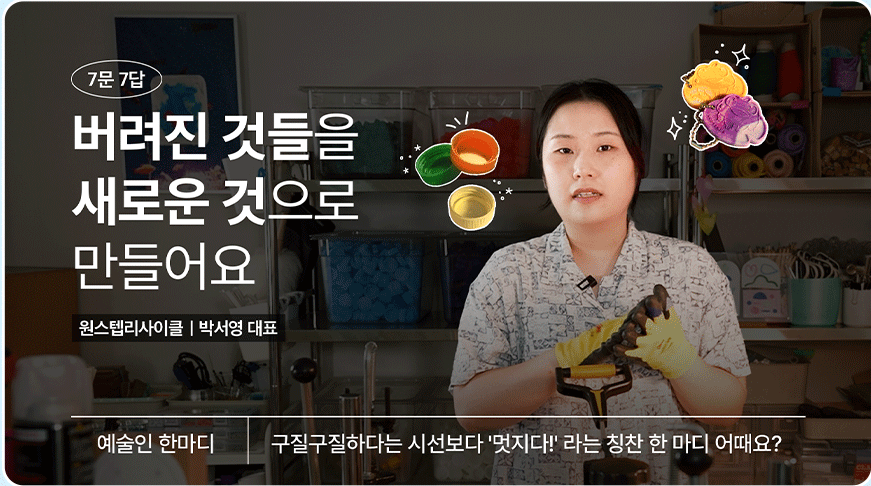 7문 7답
버려진 것들을
새로운 것으로
만들어요
원스텝리사이클 | 박서영 대표
예술인 한마디
구질구질하다는 시선보다 '멋지다!' 라는 칭찬 한 마디 어때요?